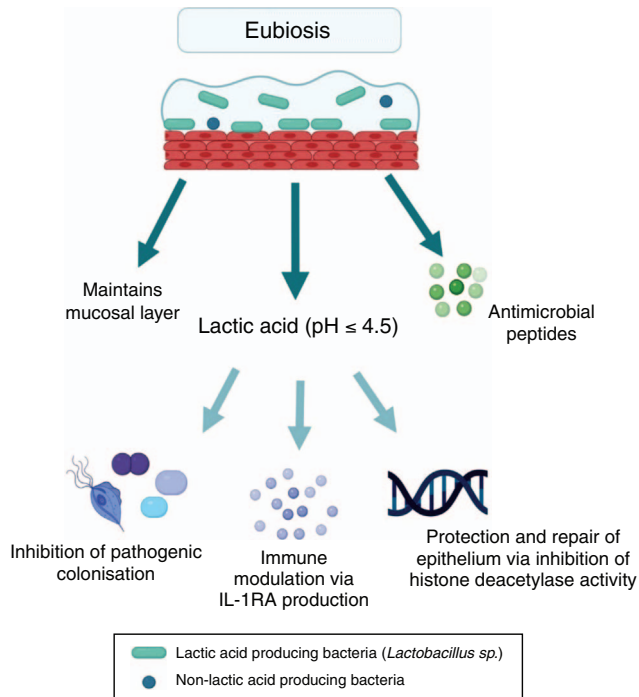 Eubiosis
Maintains
mucosal layer
Lactic acid (pH ≤ 4.5)
Antimicrobial
peptides
Inhibition of pathogenic
colonisation
Immune
modulation via
IL-1RA production
Protection and repair of
epithelium via inhibition of
histone deacetylase activity
Lactic acid producing bacteria (Lactobacillus sp.)
Non-lactic acid producing bacteria